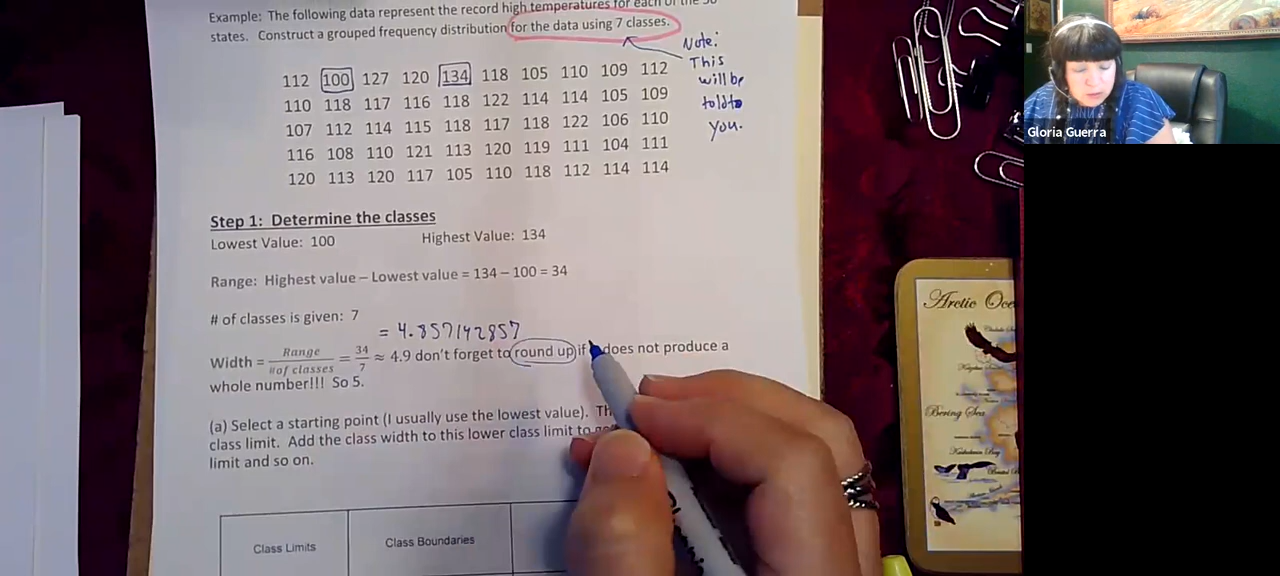 Example: The following data represent the record high temperatures for each of the 50
states. Construct a grouped frequency distribution for the data using 7 classes.
Note:
This
will be
told to
you.
112 100 127 120 134 118 105 110 109 112
110 118 117 116 118 122 114 114 105 109
107 112 114 115 118 117 118 122 106 110
116 108 110 121 113 120 119 111 104 111
120 113 120 117 105 110 118 112 114 114
Step 1: Determine the classes
Lowest Value: 100 Highest Value: 134
Range: Highest value – Lowest value = 134 – 100 = 34
# of classes is given: 7
= 4.857142857
Width = Range / # of classes = 34/7 ≈ 4.9 don't forget to round up if does not produce a
whole number!!! So 5.
(a) Select a starting point (I usually use the lowest value).
class limit. Add the class width to this lower class limit to
limit and so on.
Class Limits
Class Boundaries
Gloria Guerra
Arctic
Bering Sea